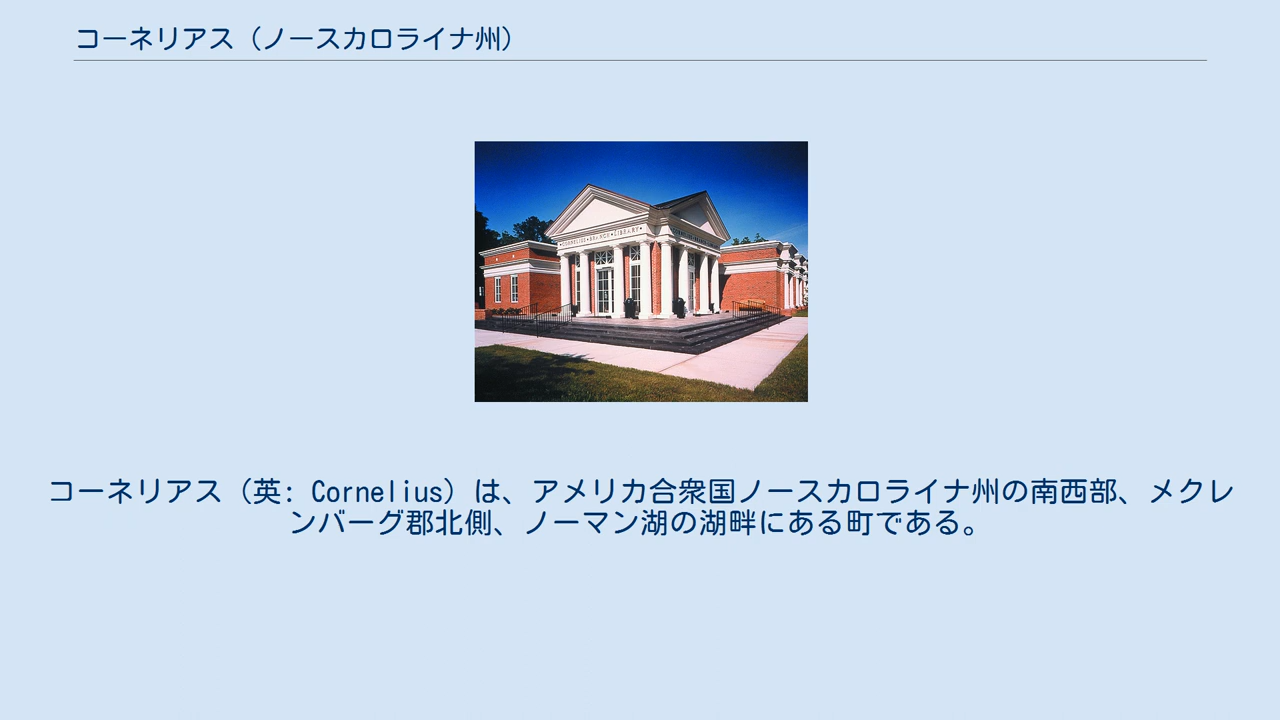 コーネリアス（ノースカロライナ州）
CORNELIUS•BRANCH•LIBRARY
コーネリアス（英: Cornelius）は、アメリカ合衆国ノースカロライナ州の南西部、メクレ
ンバーグ郡北側、ノーマン湖の湖畔にある町である。